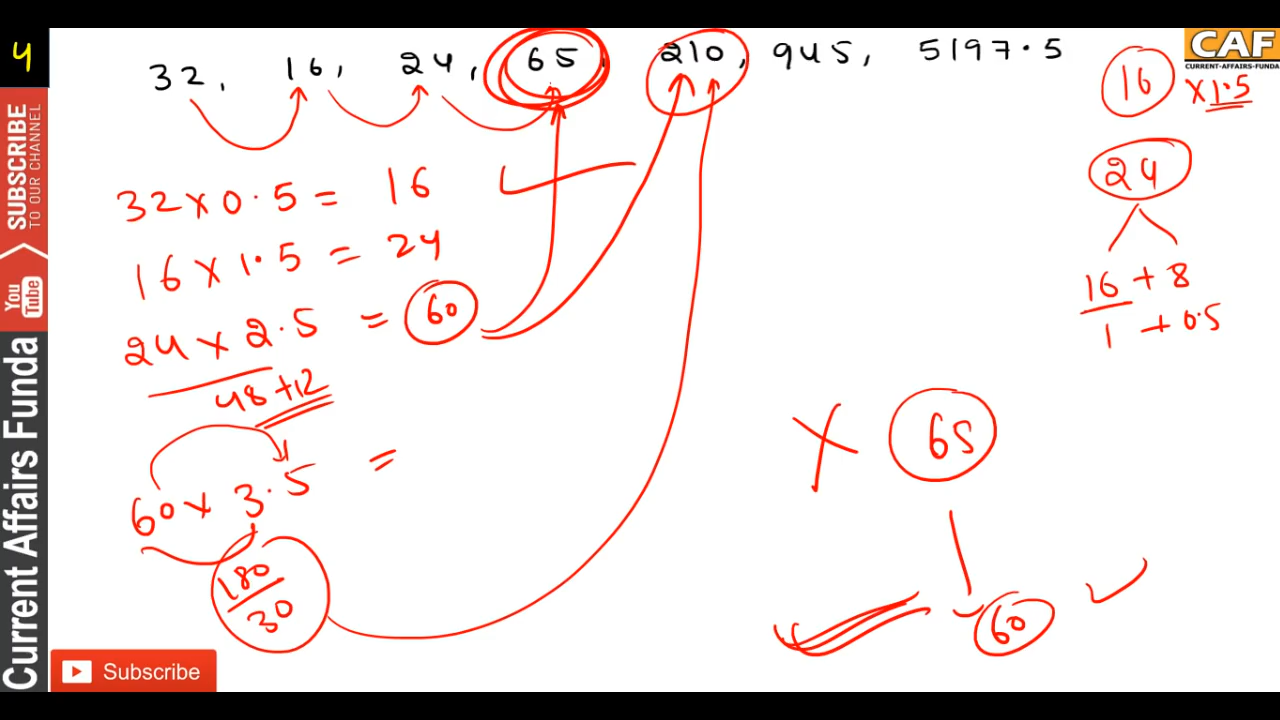 4
32, 16, 24, 65, 210, 945, 5197.5
CAF
CURRENT-AFFAIRS-FUNDA
16 × 1.5
24
16 + 8
1 + 0.5
32 × 0.5 = 16
16 × 1.5 = 24
24 × 2.5 = 60
48 + 12
60 × 3.5 =
180
30
× 65
60
SUBSCRIBE
TO OUR CHANNEL
You
Tube
Current Affairs Funda
Subscribe